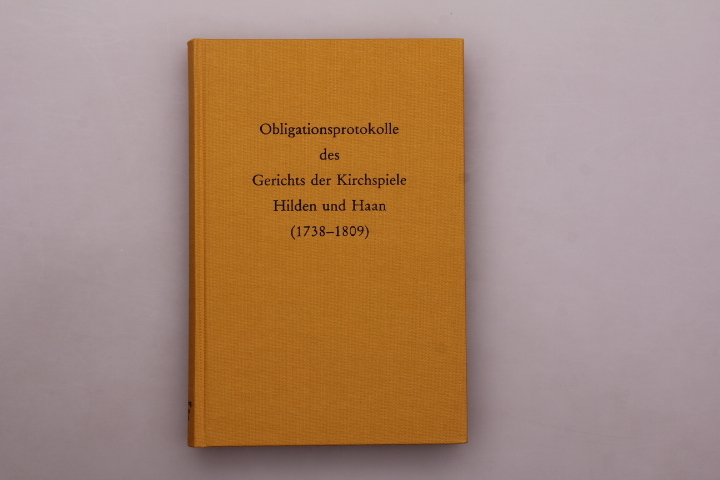 Obligationsprotokolle
des
Gerichts der Kirchspiele
Hilden und Haan
(1738–1809)